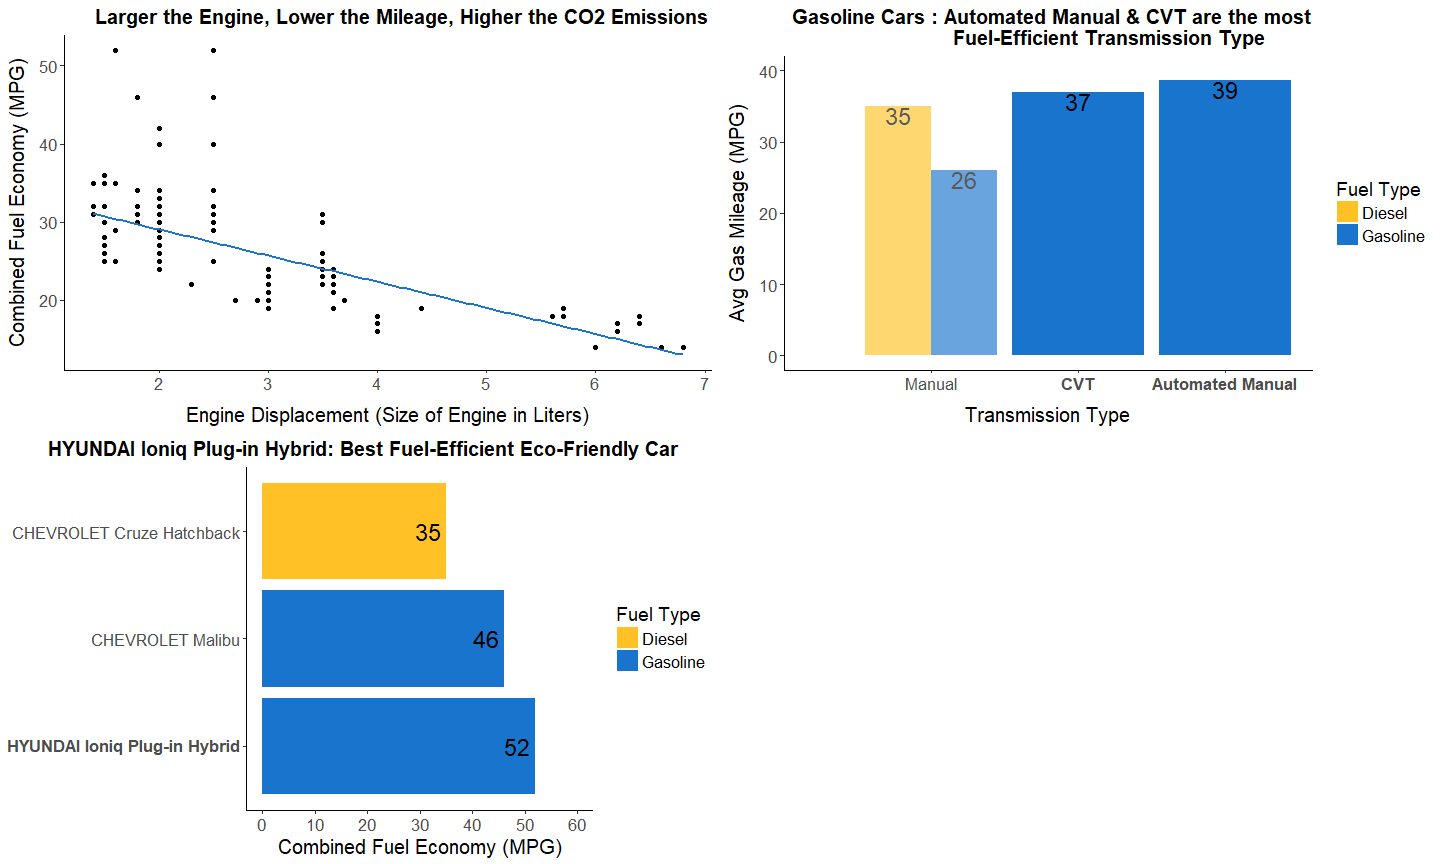 Larger the Engine, Lower the Mileage, Higher the CO2 Emissions
Combined Fuel Economy (MPG)
50
40
30
20
2 3 4 5 6 7
Engine Displacement (Size of Engine in Liters)
Gasoline Cars : Automated Manual & CVT are the most
Fuel-Efficient Transmission Type
Avg Gas Mileage (MPG)
40
30
20
10
0
35
26
37
39
Manual CVT Automated Manual
Transmission Type
Fuel Type
Diesel
Gasoline
HYUNDAI Ioniq Plug-in Hybrid: Best Fuel-Efficient Eco-Friendly Car
CHEVROLET Cruze Hatchback
35
CHEVROLET Malibu
46
HYUNDAI Ioniq Plug-in Hybrid
52
0 10 20 30 40 50 60
Combined Fuel Economy (MPG)
Fuel Type
Diesel
Gasoline